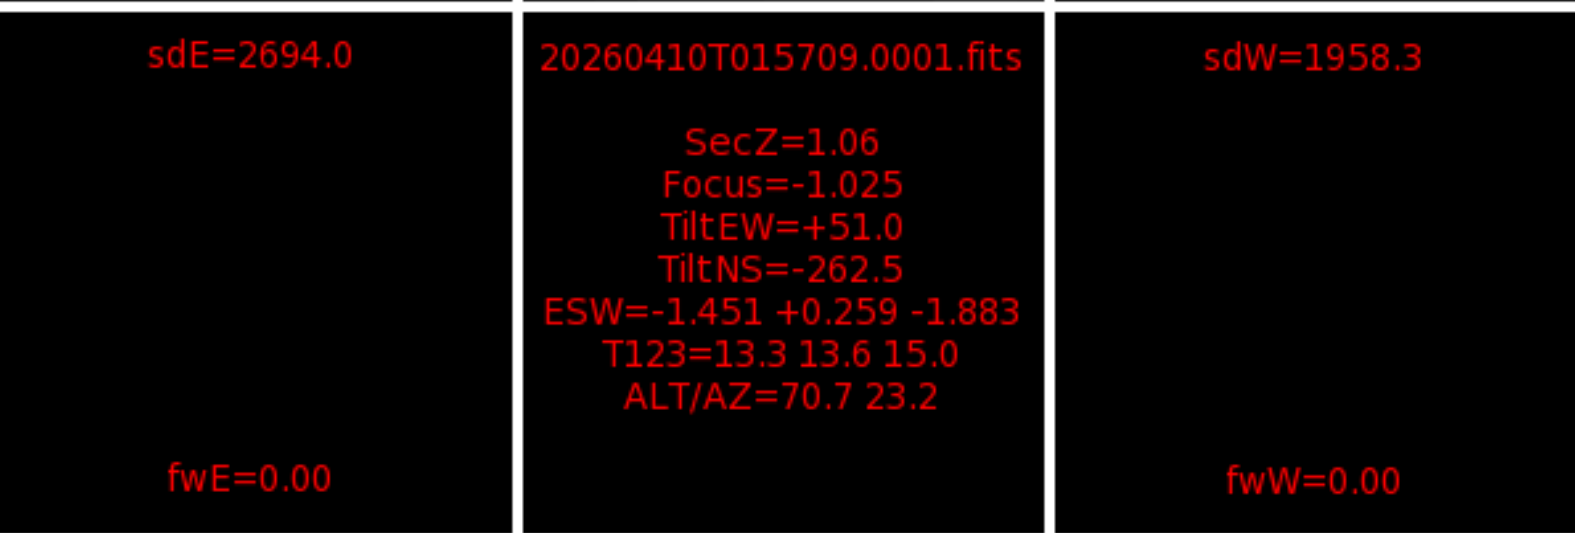 sdE=2694.0
20260410T015709.0001.fits
sdW=1958.3
SecZ=1.06
Focus=-1.025
TiltEW=+51.0
TiltNS=-262.5
ESW=-1.451 +0.259 -1.883
T123=13.3 13.6 15.0
ALT/AZ=70.7 23.2
fwE=0.00
fwW=0.00